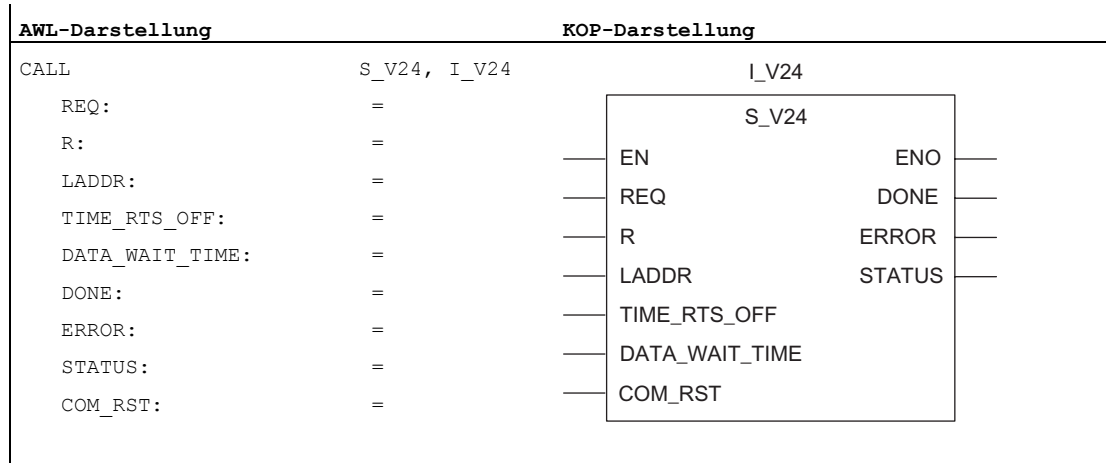 AWL-Darstellung KOP-Darstellung
CALL S_V24, I_V24
REQ: =
R: =
LADDR: =
TIME_RTS_OFF: =
DATA_WAIT_TIME: =
DONE: =
ERROR: =
STATUS: =
COM_RST: =
I_V24
S_V24
EN ENO
REQ DONE
R ERROR
LADDR STATUS
TIME_RTS_OFF
DATA_WAIT_TIME
COM_RST